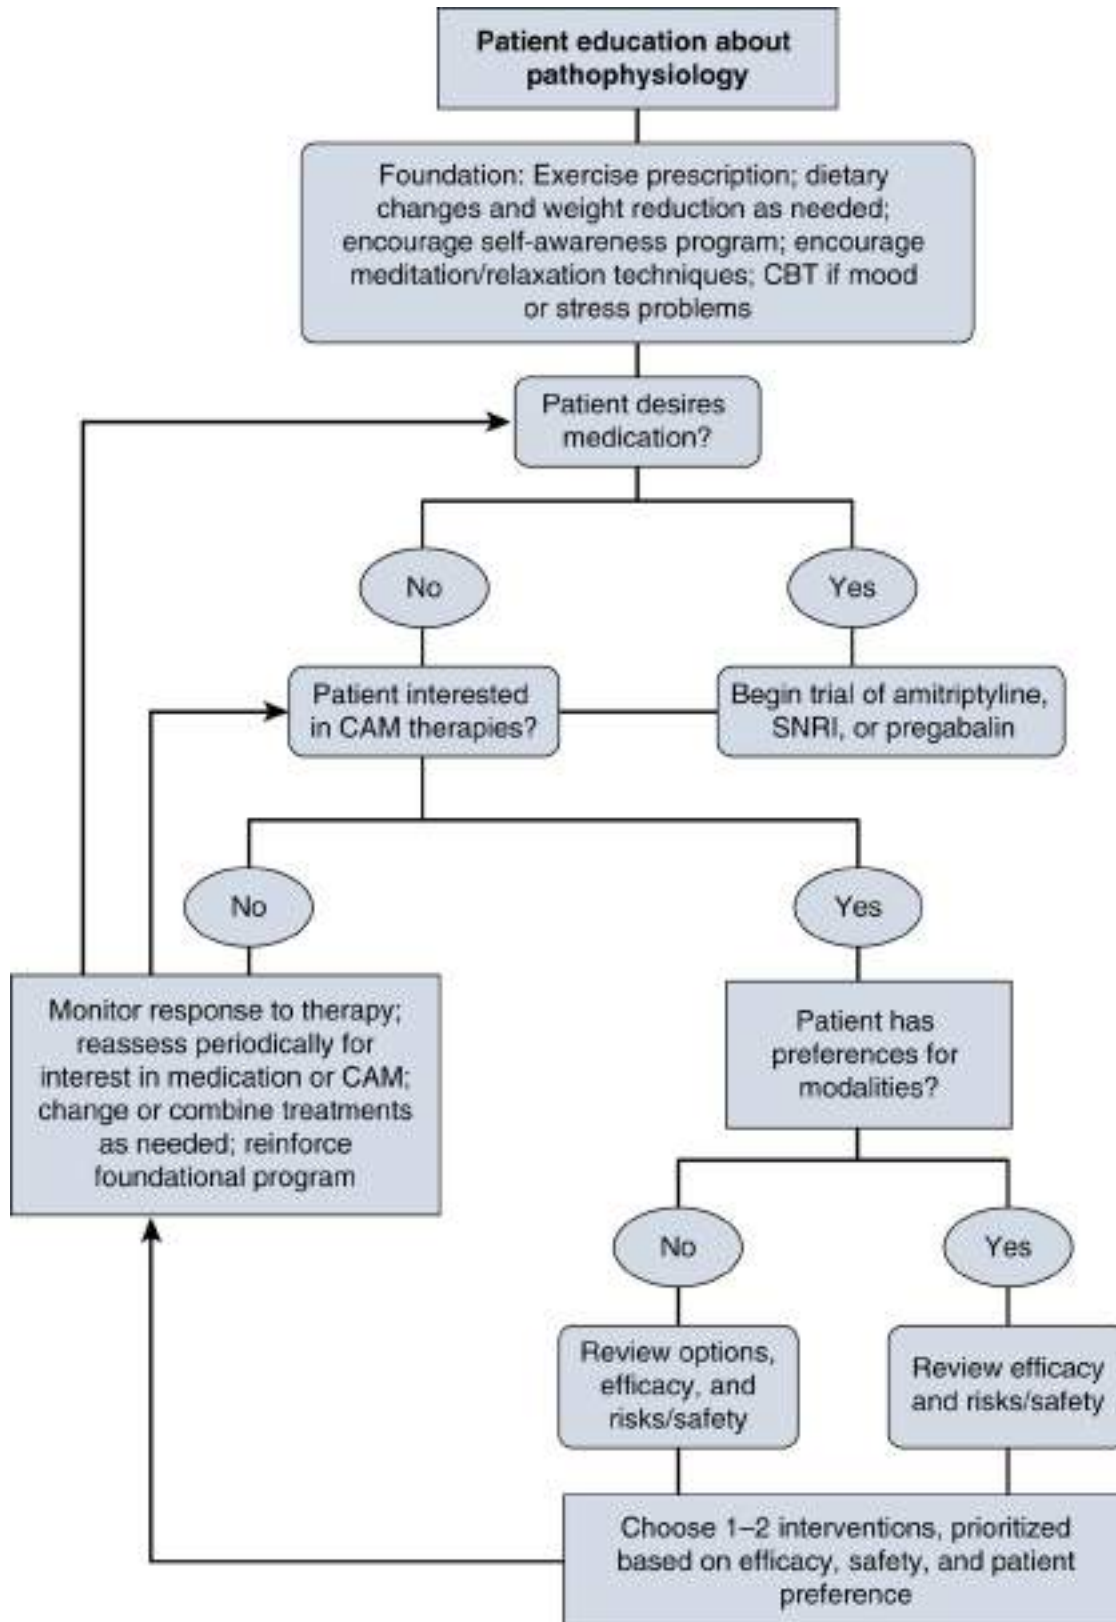 Patient education about
pathophysiology
Foundation: Exercise prescription; dietary
changes and weight reduction as needed;
encourage self-awareness program; encourage
meditation/relaxation techniques; CBT if mood
or stress problems
Patient desires
medication?
No
Yes
Patient interested
in CAM therapies?
Begin trial of amitriptyline,
SNRI, or pregabalin
No
Yes
Monitor response to therapy;
reassess periodically for
interest in medication or CAM;
change or combine treatments
as needed; reinforce
foundational program
Patient has
preferences for
modalities?
No
Yes
Review options,
efficacy, and
risks/safety
Review efficacy
and risks/safety
Choose 1–2 interventions, prioritized
based on efficacy, safety, and patient
preference